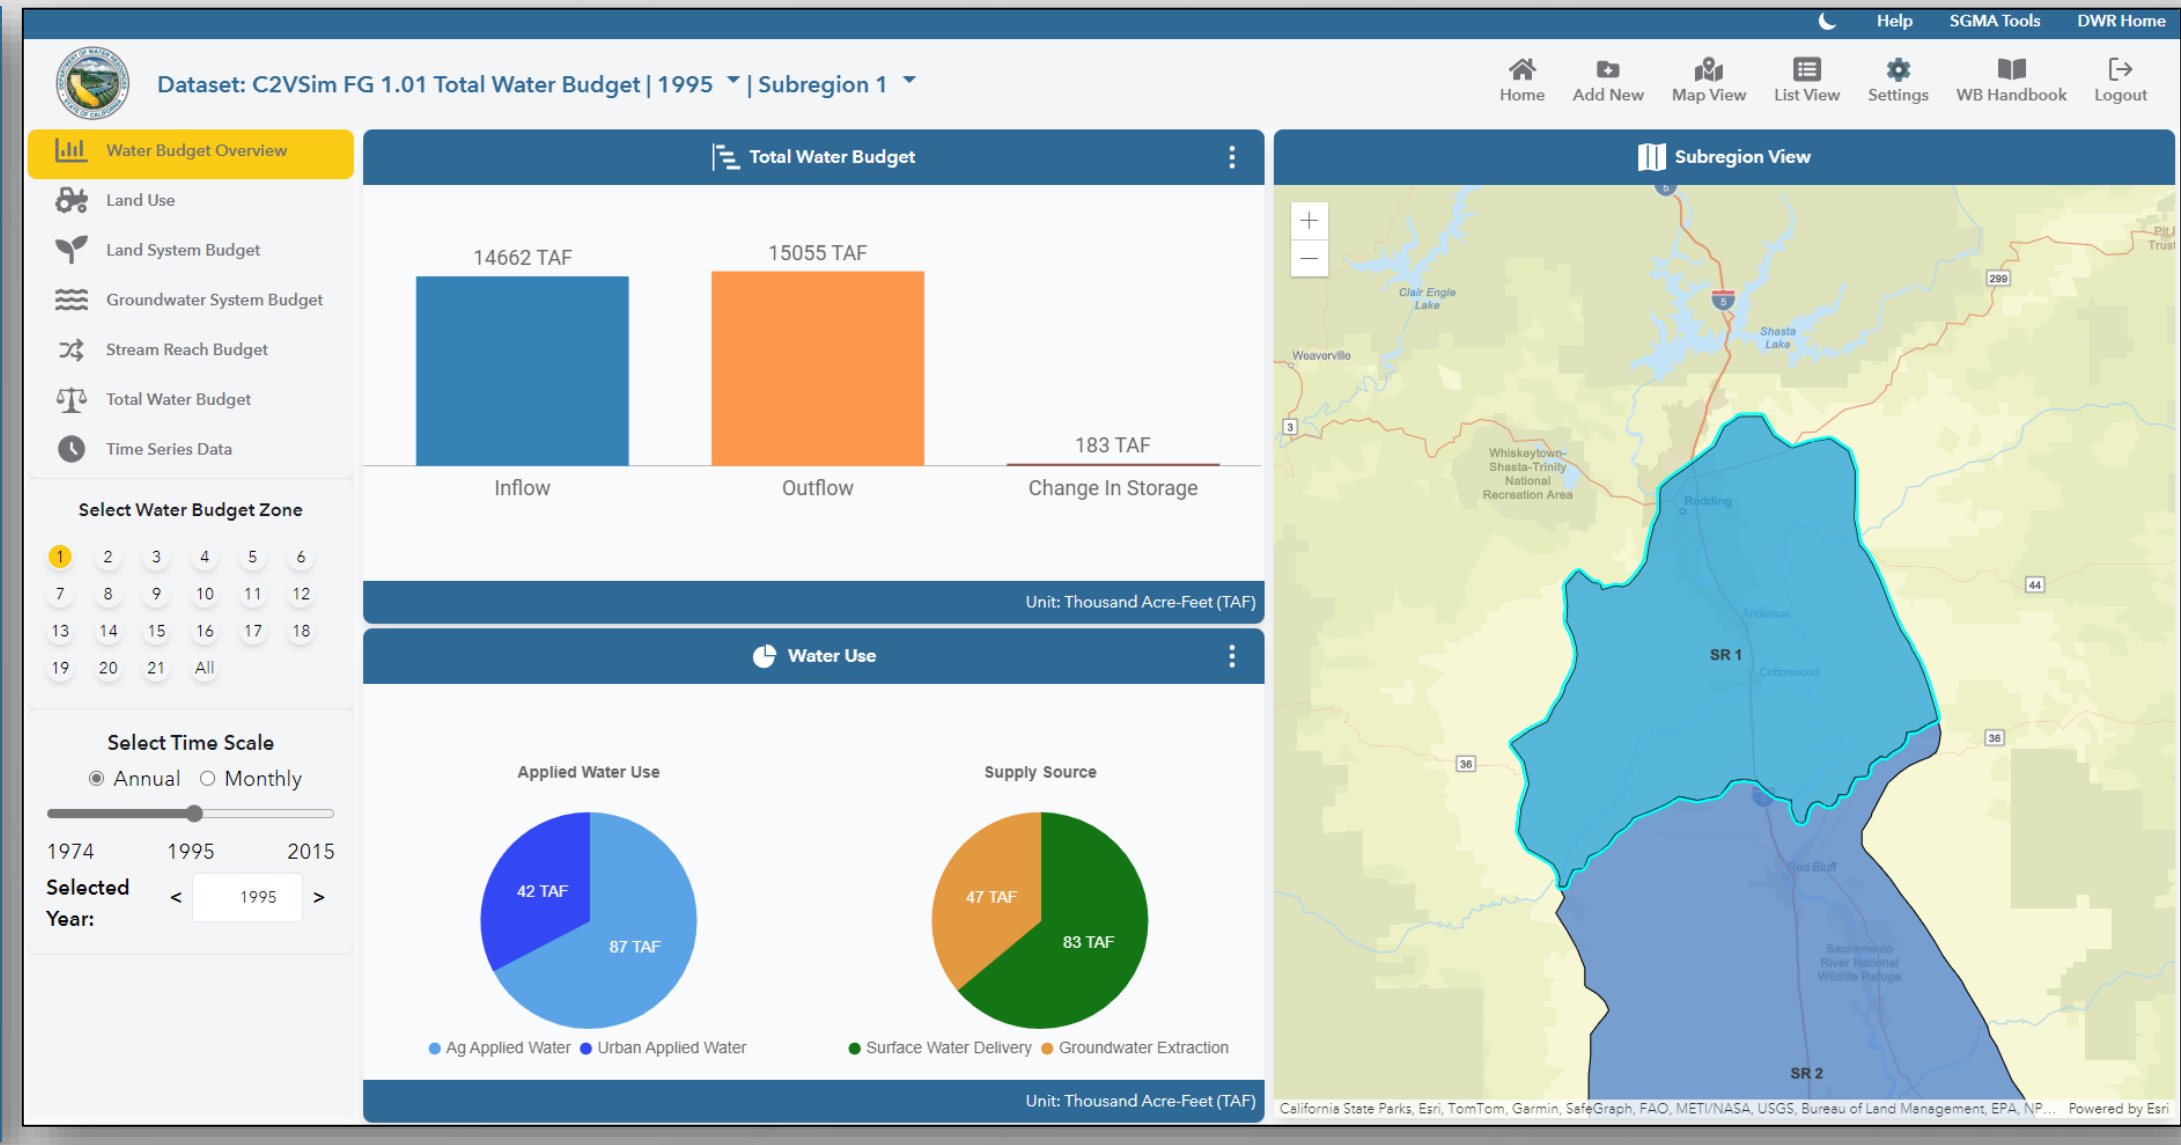 Help SGMA Tools DWR Home
Dataset: C2VSim FG 1.01 Total Water Budget | 1995 | Subregion 1
Home Add New Map View List View Settings WB Handbook Logout
Water Budget Overview
Land Use
Land System Budget
Groundwater System Budget
Stream Reach Budget
Total Water Budget
Time Series Data
Select Water Budget Zone
1 2 3 4 5 6
7 8 9 10 11 12
13 14 15 16 17 18
19 20 21 All
Select Time Scale
Annual Monthly
1974 1995 2015
Selected
Year:
< 1995 >
Total Water Budget
14662 TAF
15055 TAF
183 TAF
Inflow Outflow Change In Storage
Unit: Thousand Acre-Feet (TAF)
Water Use
Applied Water Use
42 TAF
87 TAF
Ag Applied Water Urban Applied Water
Supply Source
47 TAF
83 TAF
Surface Water Delivery Groundwater Extraction
Unit: Thousand Acre-Feet (TAF)
Subregion View
+
−
5
Pit
Trust
299
Clair Engle
Lake
5
Shasta
Lake
Weaverville
3
Whiskeytown-
Shasta-Trinity
National
Recreation Area
Redding
44
Anderson
SR 1
Cottonwood
36
36
Red Bluff
Sacramento
River National
Wildlife Refuge
SR 2
California State Parks, Esri, TomTom, Garmin, SafeGraph, FAO, METI/NASA, USGS, Bureau of Land Management, EPA, NP... Powered by Esri